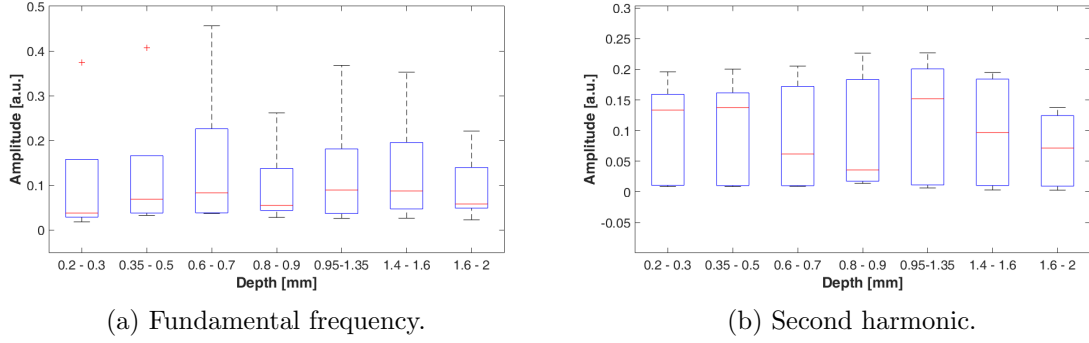 0.5
0.4
0.3
0.2
0.1
0
Amplitude [a.u.]
0.2 - 0.3 0.35 - 0.5 0.6 - 0.7 0.8 - 0.9 0.95-1.35 1.4 - 1.6 1.6 - 2
Depth [mm]
(a) Fundamental frequency.
0.3
0.25
0.2
0.15
0.1
0.05
0
-0.05
Amplitude [a.u.]
0.2 - 0.3 0.35 - 0.5 0.6 - 0.7 0.8 - 0.9 0.95-1.35 1.4 - 1.6 1.6 - 2
Depth [mm]
(b) Second harmonic.